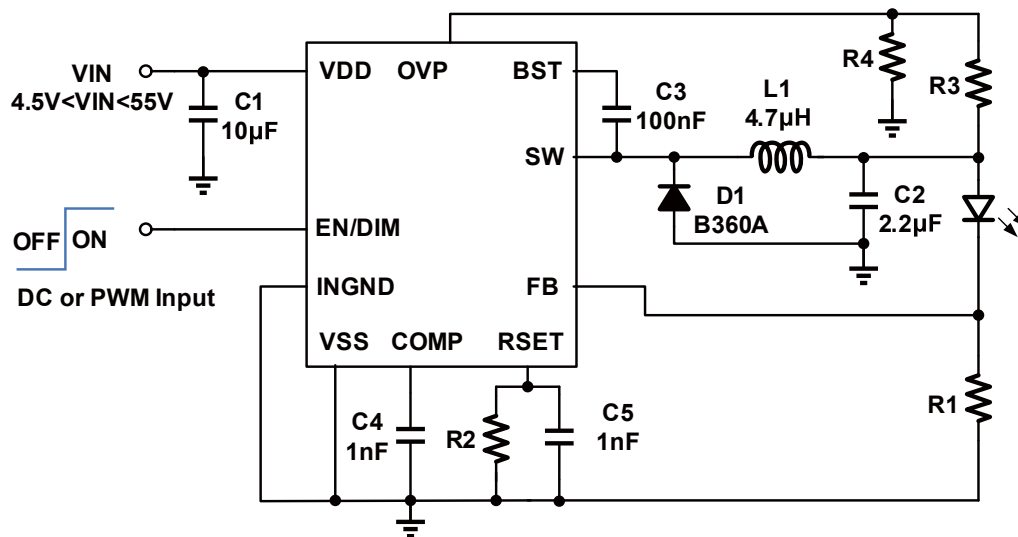 VIN
4.5V<VIN<55V
C1
10µF
OFF
ON
DC or PWM Input
VDD
OVP
BST
SW
EN/DIM
INGND
FB
VSS
COMP
RSET
C3
100nF
L1
4.7µH
R4
R3
D1
B360A
C2
2.2µF
C4
1nF
R2
C5
1nF
R1